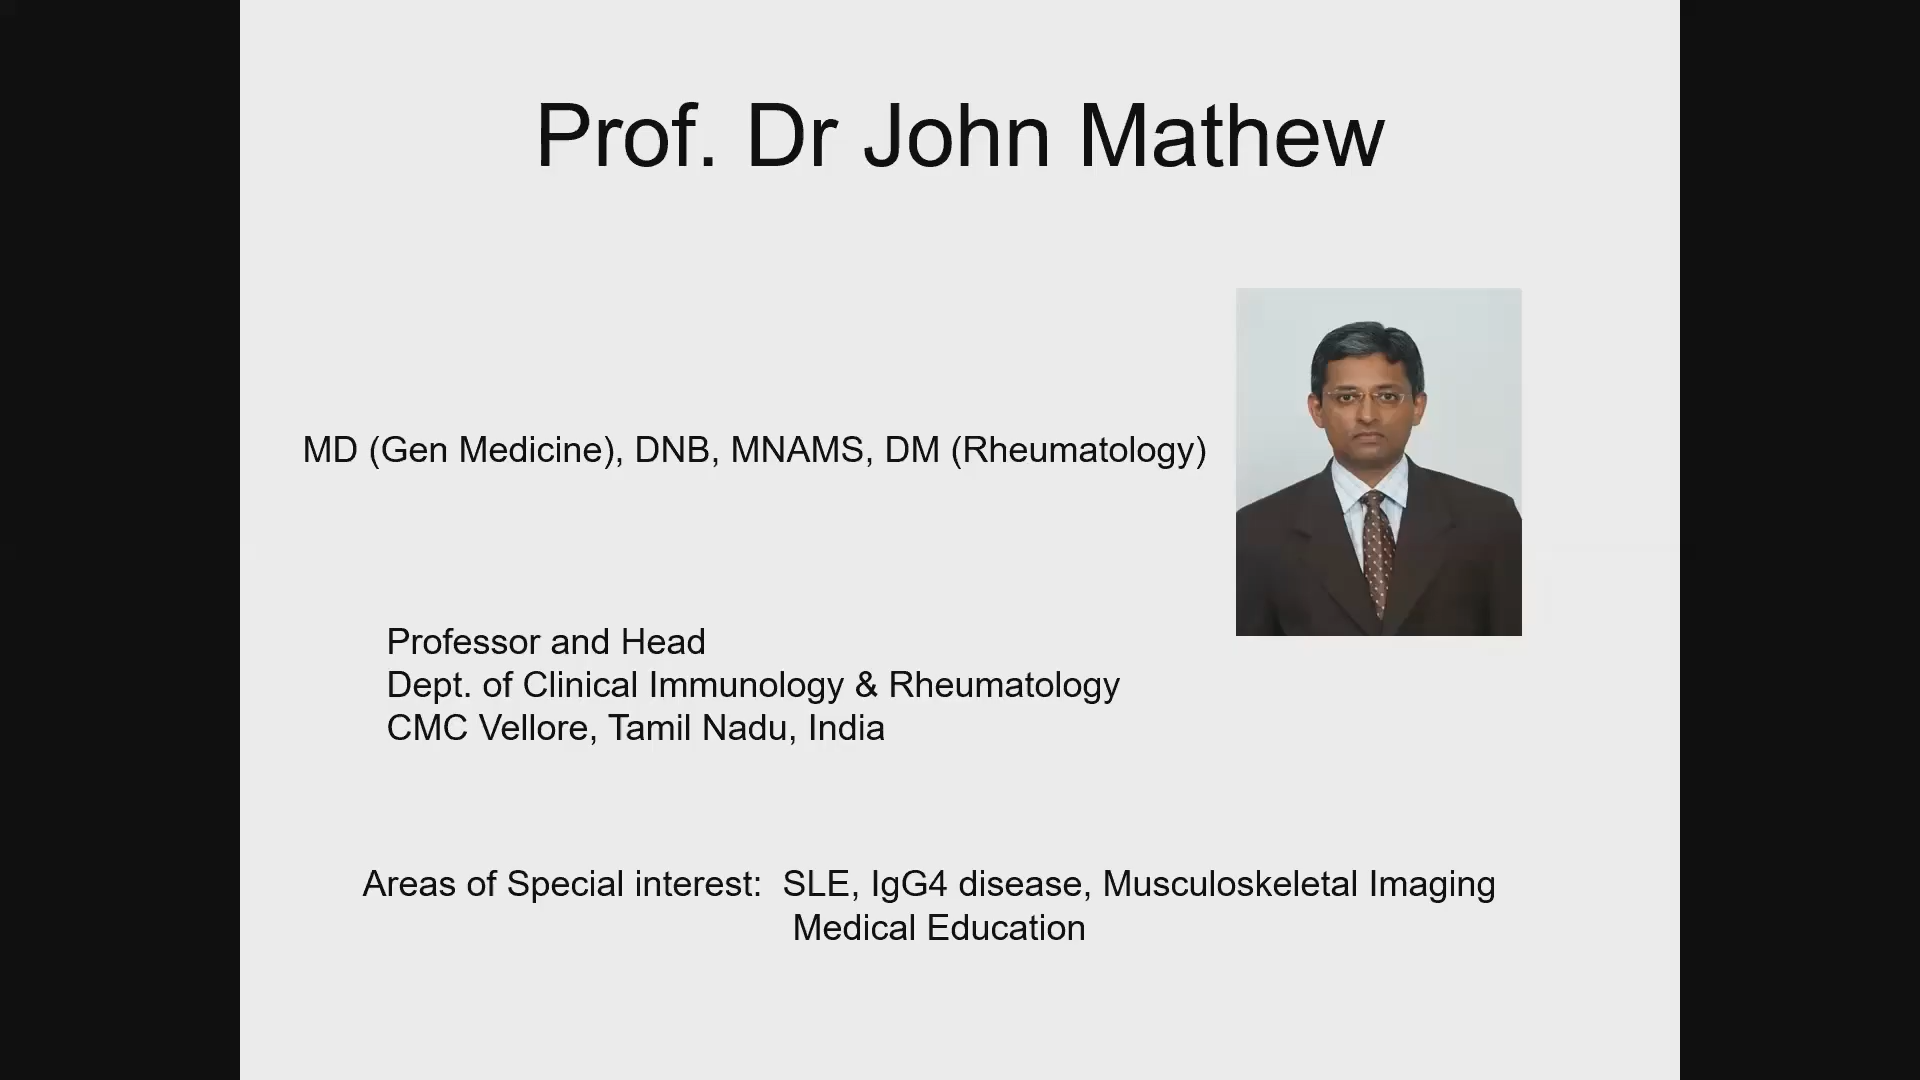 Prof. Dr John Mathew
MD (Gen Medicine), DNB, MNAMS, DM (Rheumatology)
Professor and Head
Dept. of Clinical Immunology & Rheumatology
CMC Vellore, Tamil Nadu, India
Areas of Special interest:  SLE, IgG4 disease, Musculoskeletal Imaging
Medical Education